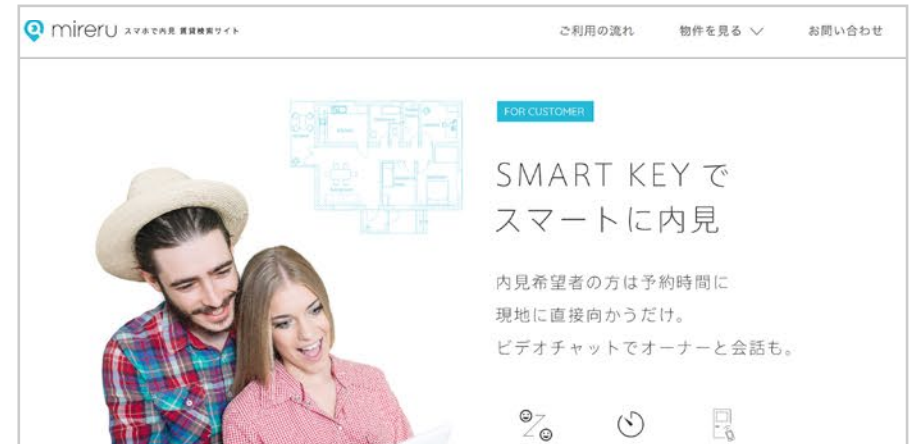 mireru スマホで内見 賃貸検索サイト
ご利用の流れ 物件を見る お問い合わせ
FOR CUSTOMER
SMART KEY で
スマートに内見
内見希望者の方は予約時間に
現地に直接向かうだけ。
ビデオチャットでオーナーと会話も。